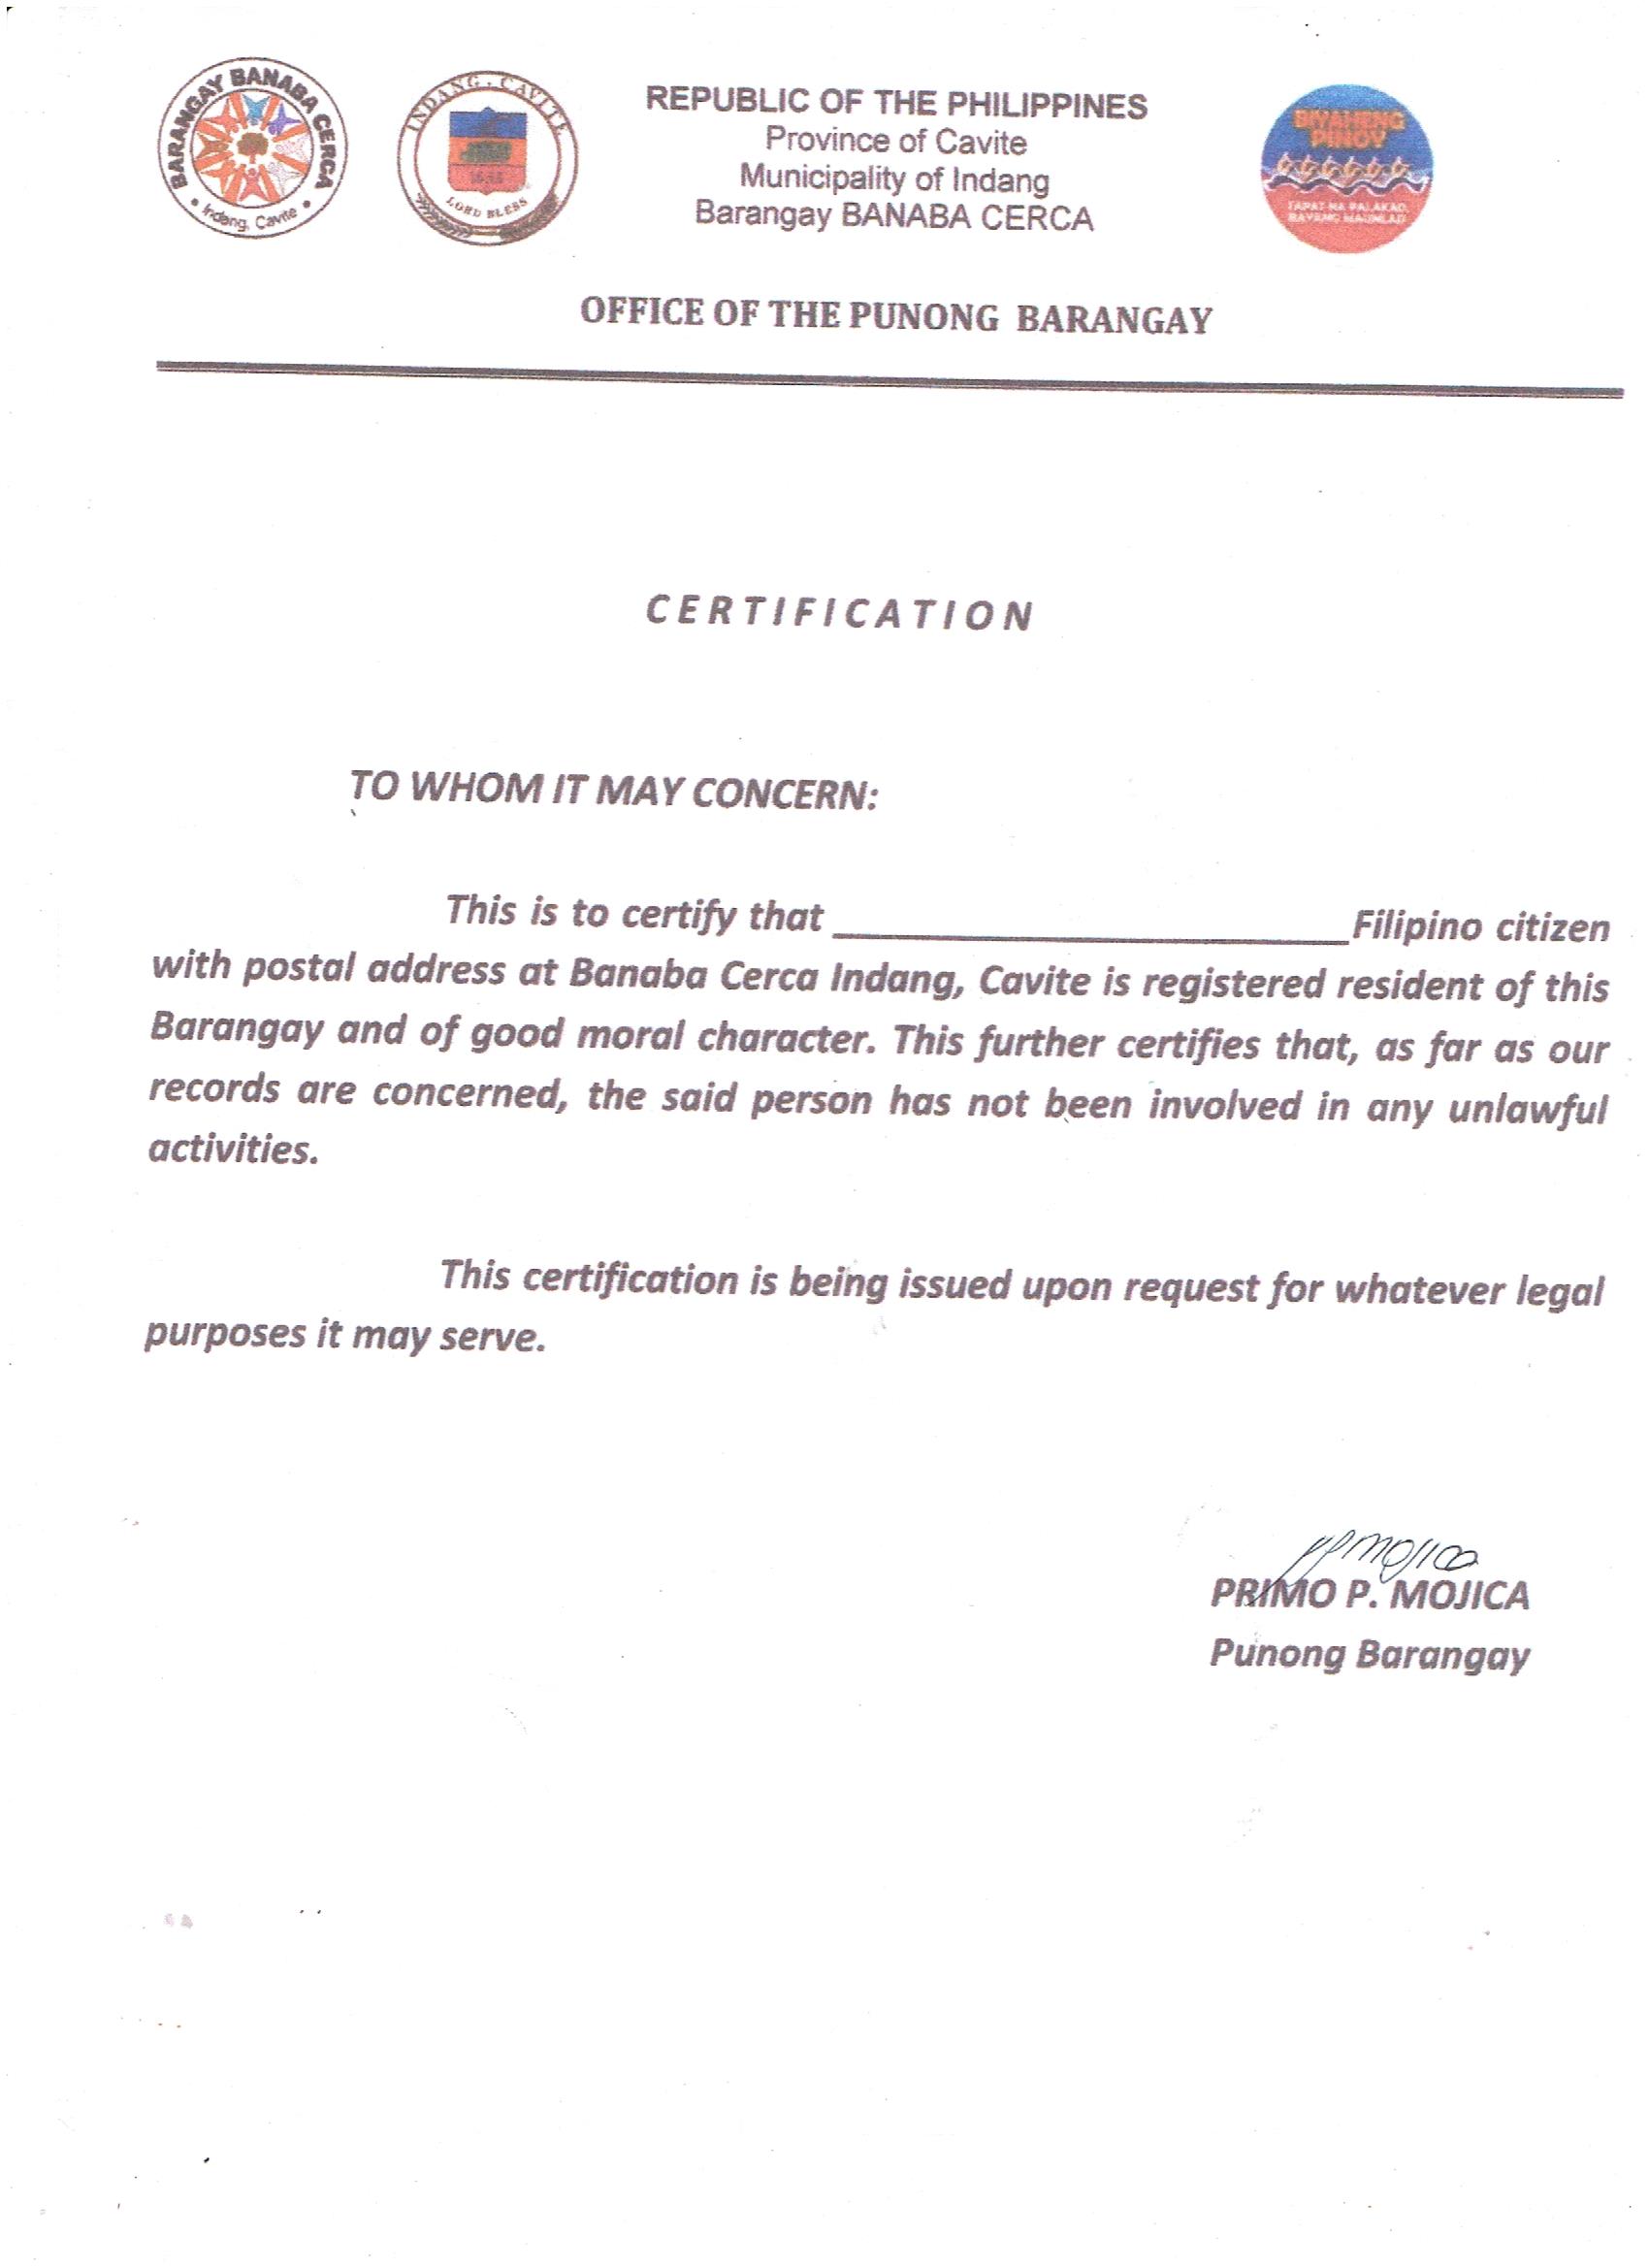 BARANGAY BANABA CERCA
Indang, Cavite
INDANG, CAVITE
LORD BLESS
REPUBLIC OF THE PHILIPPINES
Province of Cavite
Municipality of Indang
Barangay BANABA CERCA
BIYAHENG
PINOY
TAPAT NA PALAKAD,
BAYANG MAUNLAD
OFFICE OF THE PUNONG BARANGAY
CERTIFICATION
TO WHOM IT MAY CONCERN:
This is to certify that ________________________Filipino citizen
with postal address at Banaba Cerca Indang, Cavite is registered resident of this
Barangay and of good moral character. This further certifies that, as far as our
records are concerned, the said person has not been involved in any unlawful
activities.
This certification is being issued upon request for whatever legal
purposes it may serve.
PPMOJICA
PRIMO P. MOJICA
Punong Barangay